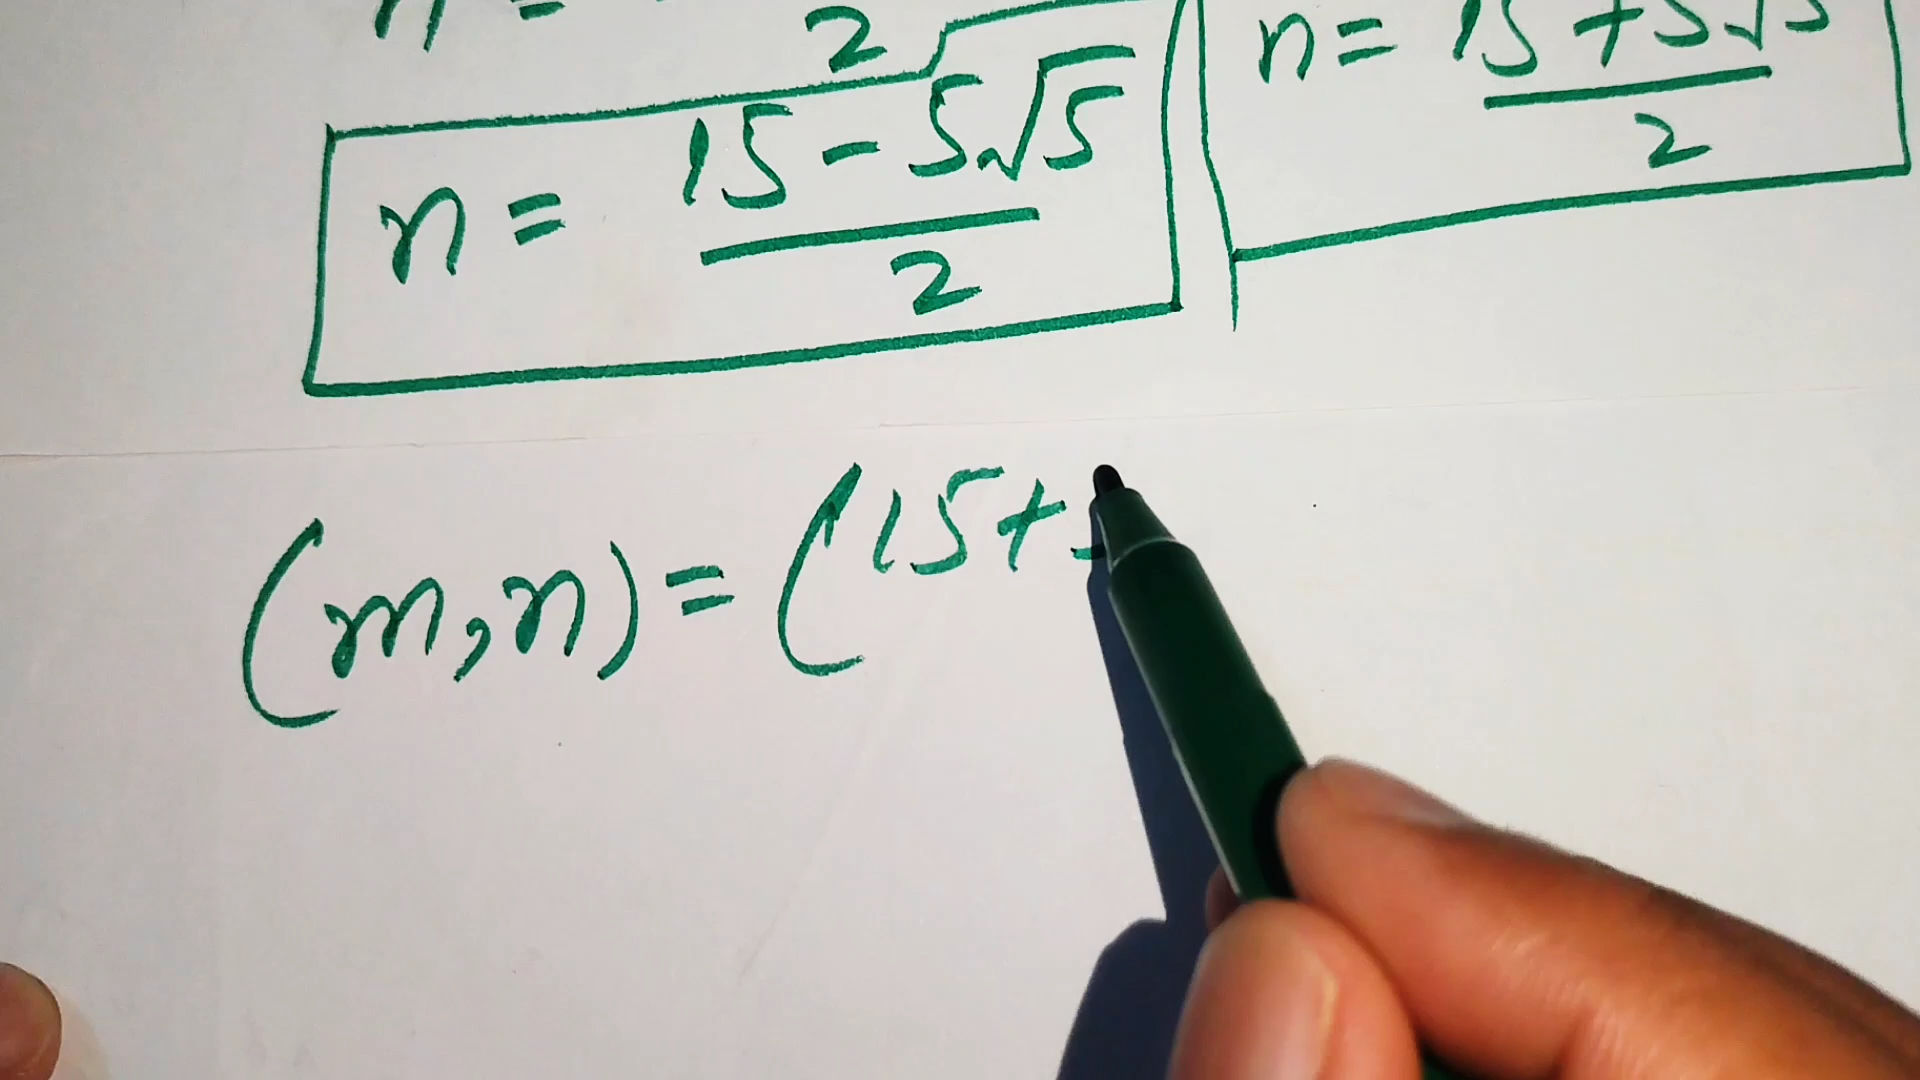 n =
2
n = 15 + 5√5 / 2
n = 15 - 5√5 / 2
(m,n) = (15+